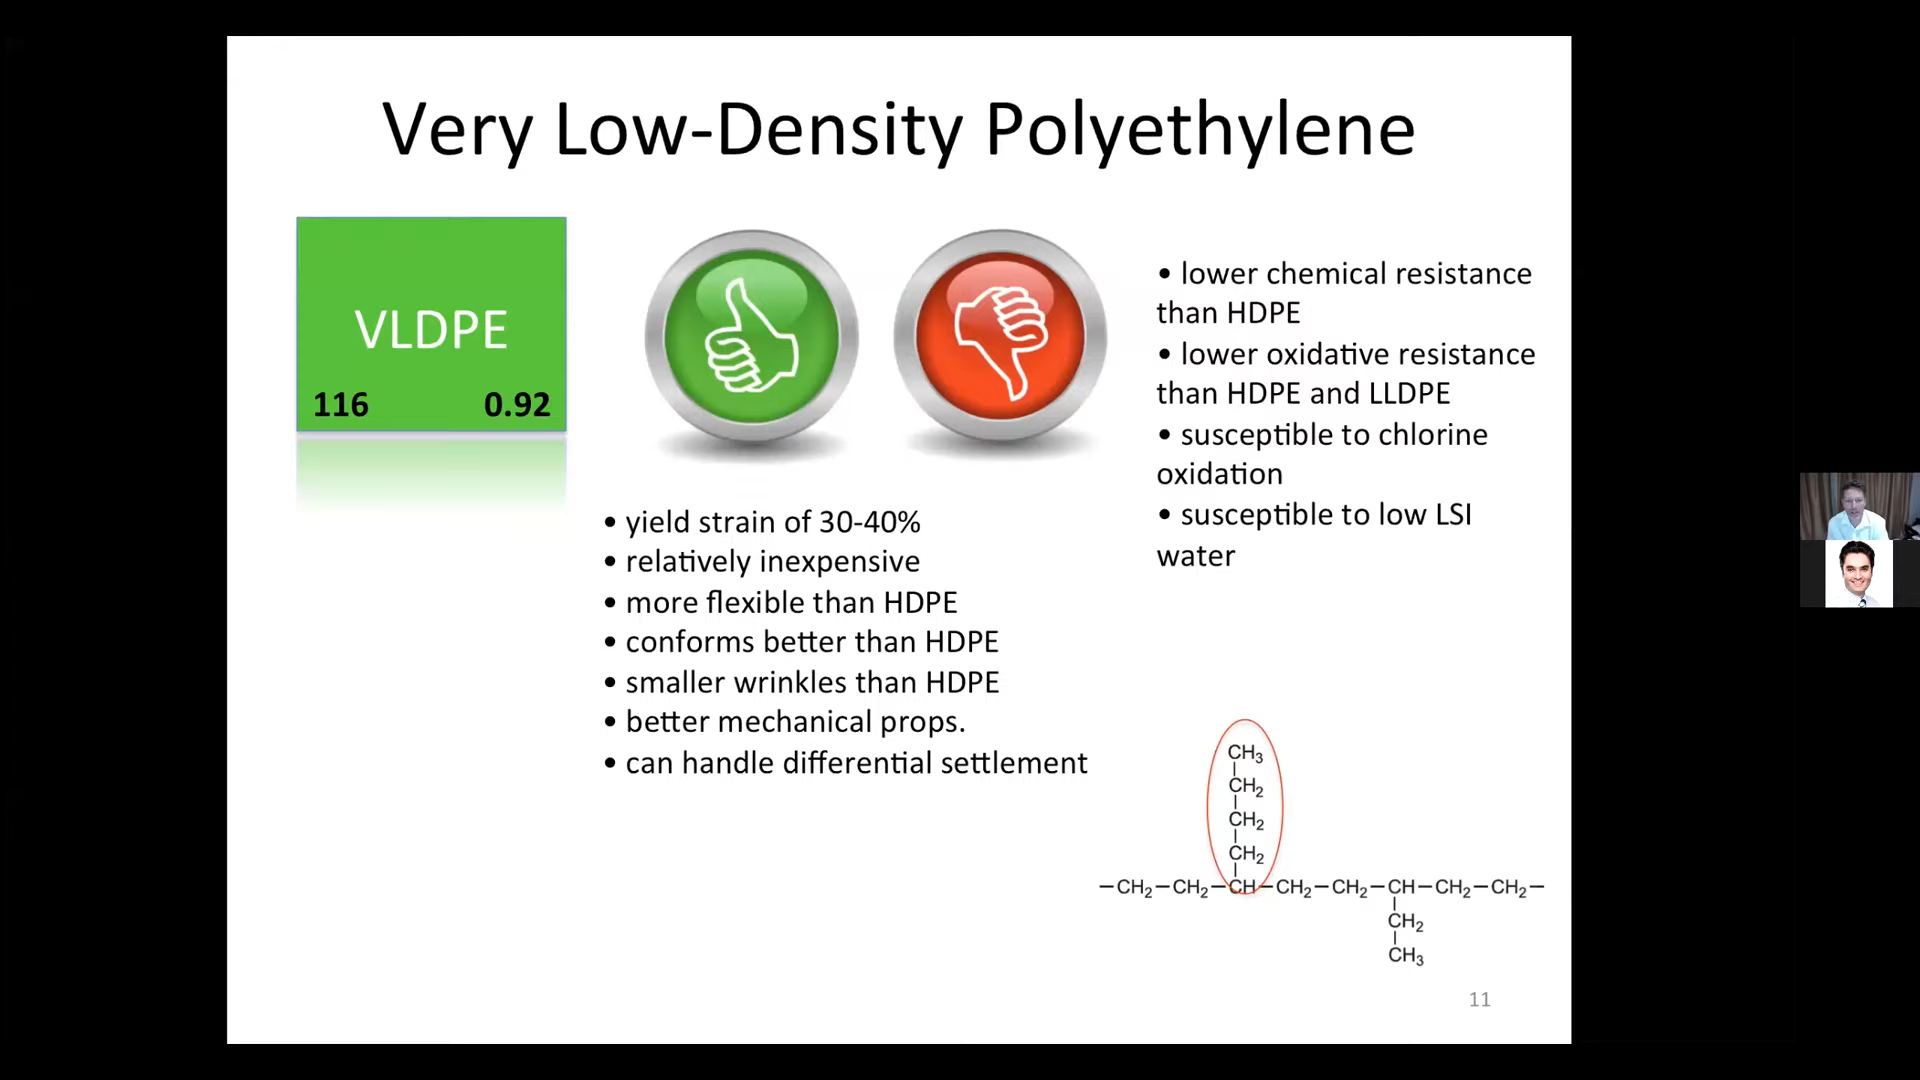 Very Low-Density Polyethylene
VLDPE
116 0.92
• yield strain of 30-40%
• relatively inexpensive
• more flexible than HDPE
• conforms better than HDPE
• smaller wrinkles than HDPE
• better mechanical props.
• can handle differential settlement
• lower chemical resistance
than HDPE
• lower oxidative resistance
than HDPE and LLDPE
• susceptible to chlorine
oxidation
• susceptible to low LSI
water
CH3
CH2
CH2
CH2
—CH2—CH2—CH—CH2—CH2—CH—CH2—CH2—
CH2
CH3
11